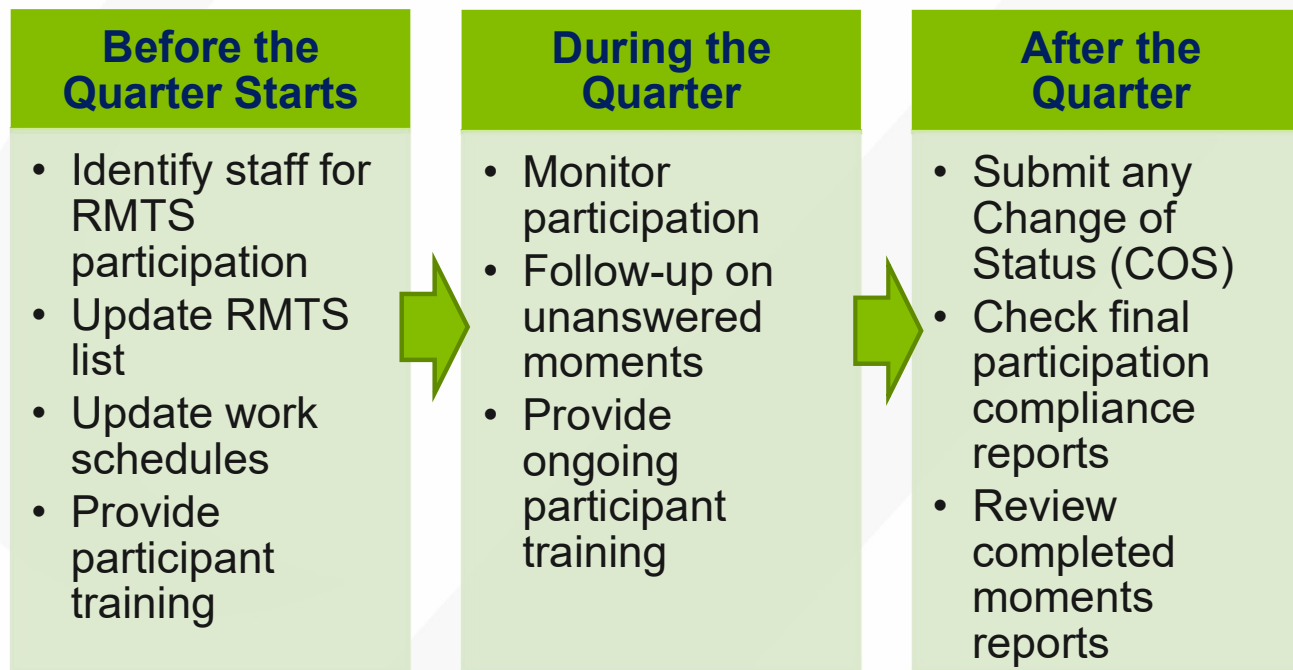 Before the
Quarter Starts
• Identify staff for
RMTS
participation
• Update RMTS
list
• Update work
schedules
• Provide
participant
training
During the
Quarter
• Monitor
participation
• Follow-up on
unanswered
moments
• Provide
ongoing
participant
training
After the
Quarter
• Submit any
Change of
Status (COS)
• Check final
participation
compliance
reports
• Review
completed
moments
reports